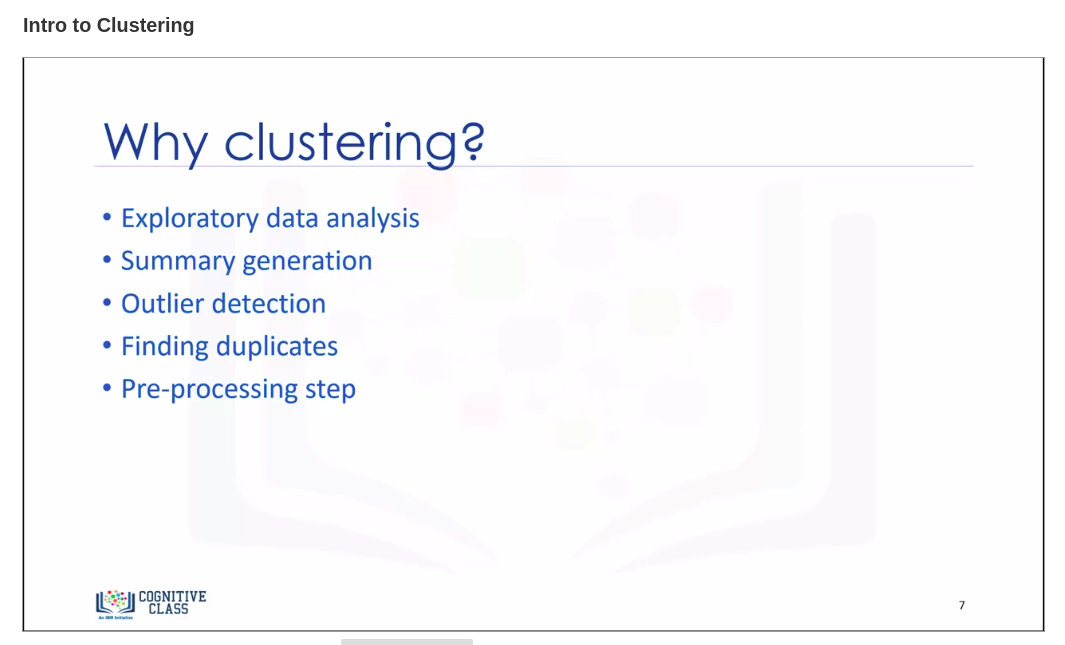 Intro to Clustering
Why clustering?
• Exploratory data analysis
• Summary generation
• Outlier detection
• Finding duplicates
• Pre-processing step
COGNITIVE
CLASS
An IBM Initiative
7